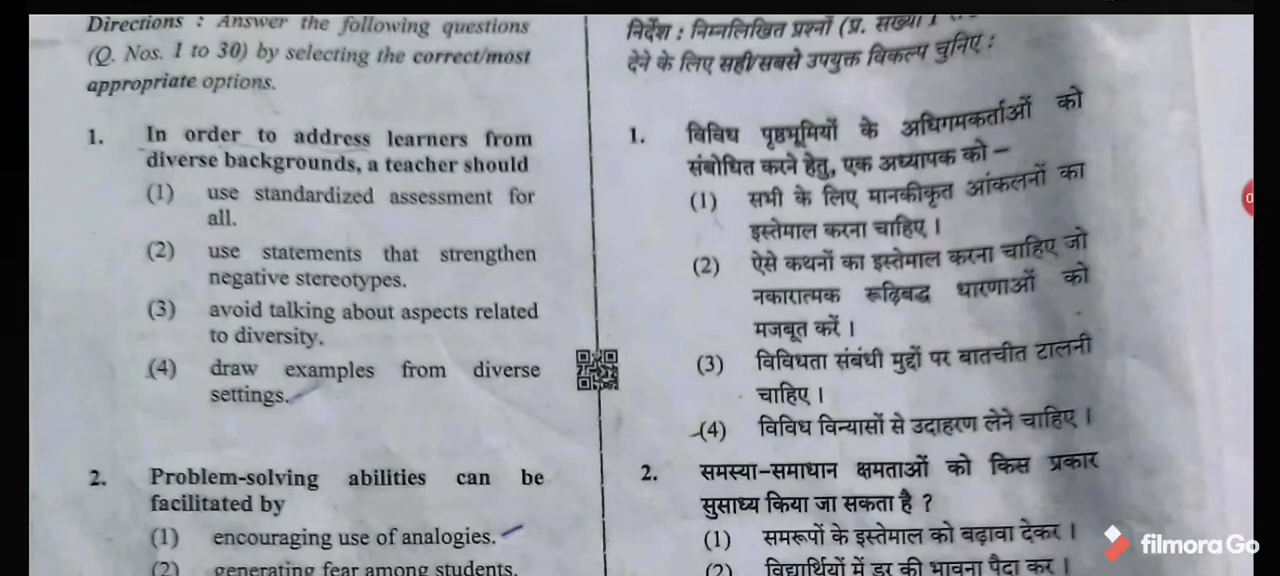 Directions : Answer the following questions
(Q. Nos. 1 to 30) by selecting the correct/most
appropriate options.
1. In order to address learners from
diverse backgrounds, a teacher should
(1) use standardized assessment for
all.
(2) use statements that strengthen
negative stereotypes.
(3) avoid talking about aspects related
to diversity.
(4) draw examples from diverse
settings.
2. Problem-solving abilities can be
facilitated by
(1) encouraging use of analogies.
(2) generating fear among students.
निर्देश : निम्नलिखित प्रश्नों (प्र. संख्या 1
देने के लिए सही/सबसे उपयुक्त विकल्प चुनिए :
1. विविध पृष्ठभूमियों के अधिगमकर्ताओं को
संबोधित करने हेतु, एक अध्यापक को –
(1) सभी के लिए मानकीकृत आंकलनों का
इस्तेमाल करना चाहिए ।
(2) ऐसे कथनों का इस्तेमाल करना चाहिए जो
नकारात्मक रूढ़िबद्ध धारणाओं को
मजबूत करें ।
(3) विविधता संबंधी मुद्दों पर बातचीत टालनी
चाहिए ।
(4) विविध विन्यासों से उदाहरण लेने चाहिए ।
2. समस्या-समाधान क्षमताओं को किस प्रकार
सुसाध्य किया जा सकता है ?
(1) समरूपों के इस्तेमाल को बढ़ावा देकर ।
(2) विद्यार्थियों में डर की भावना पैदा कर ।
filmoraGo